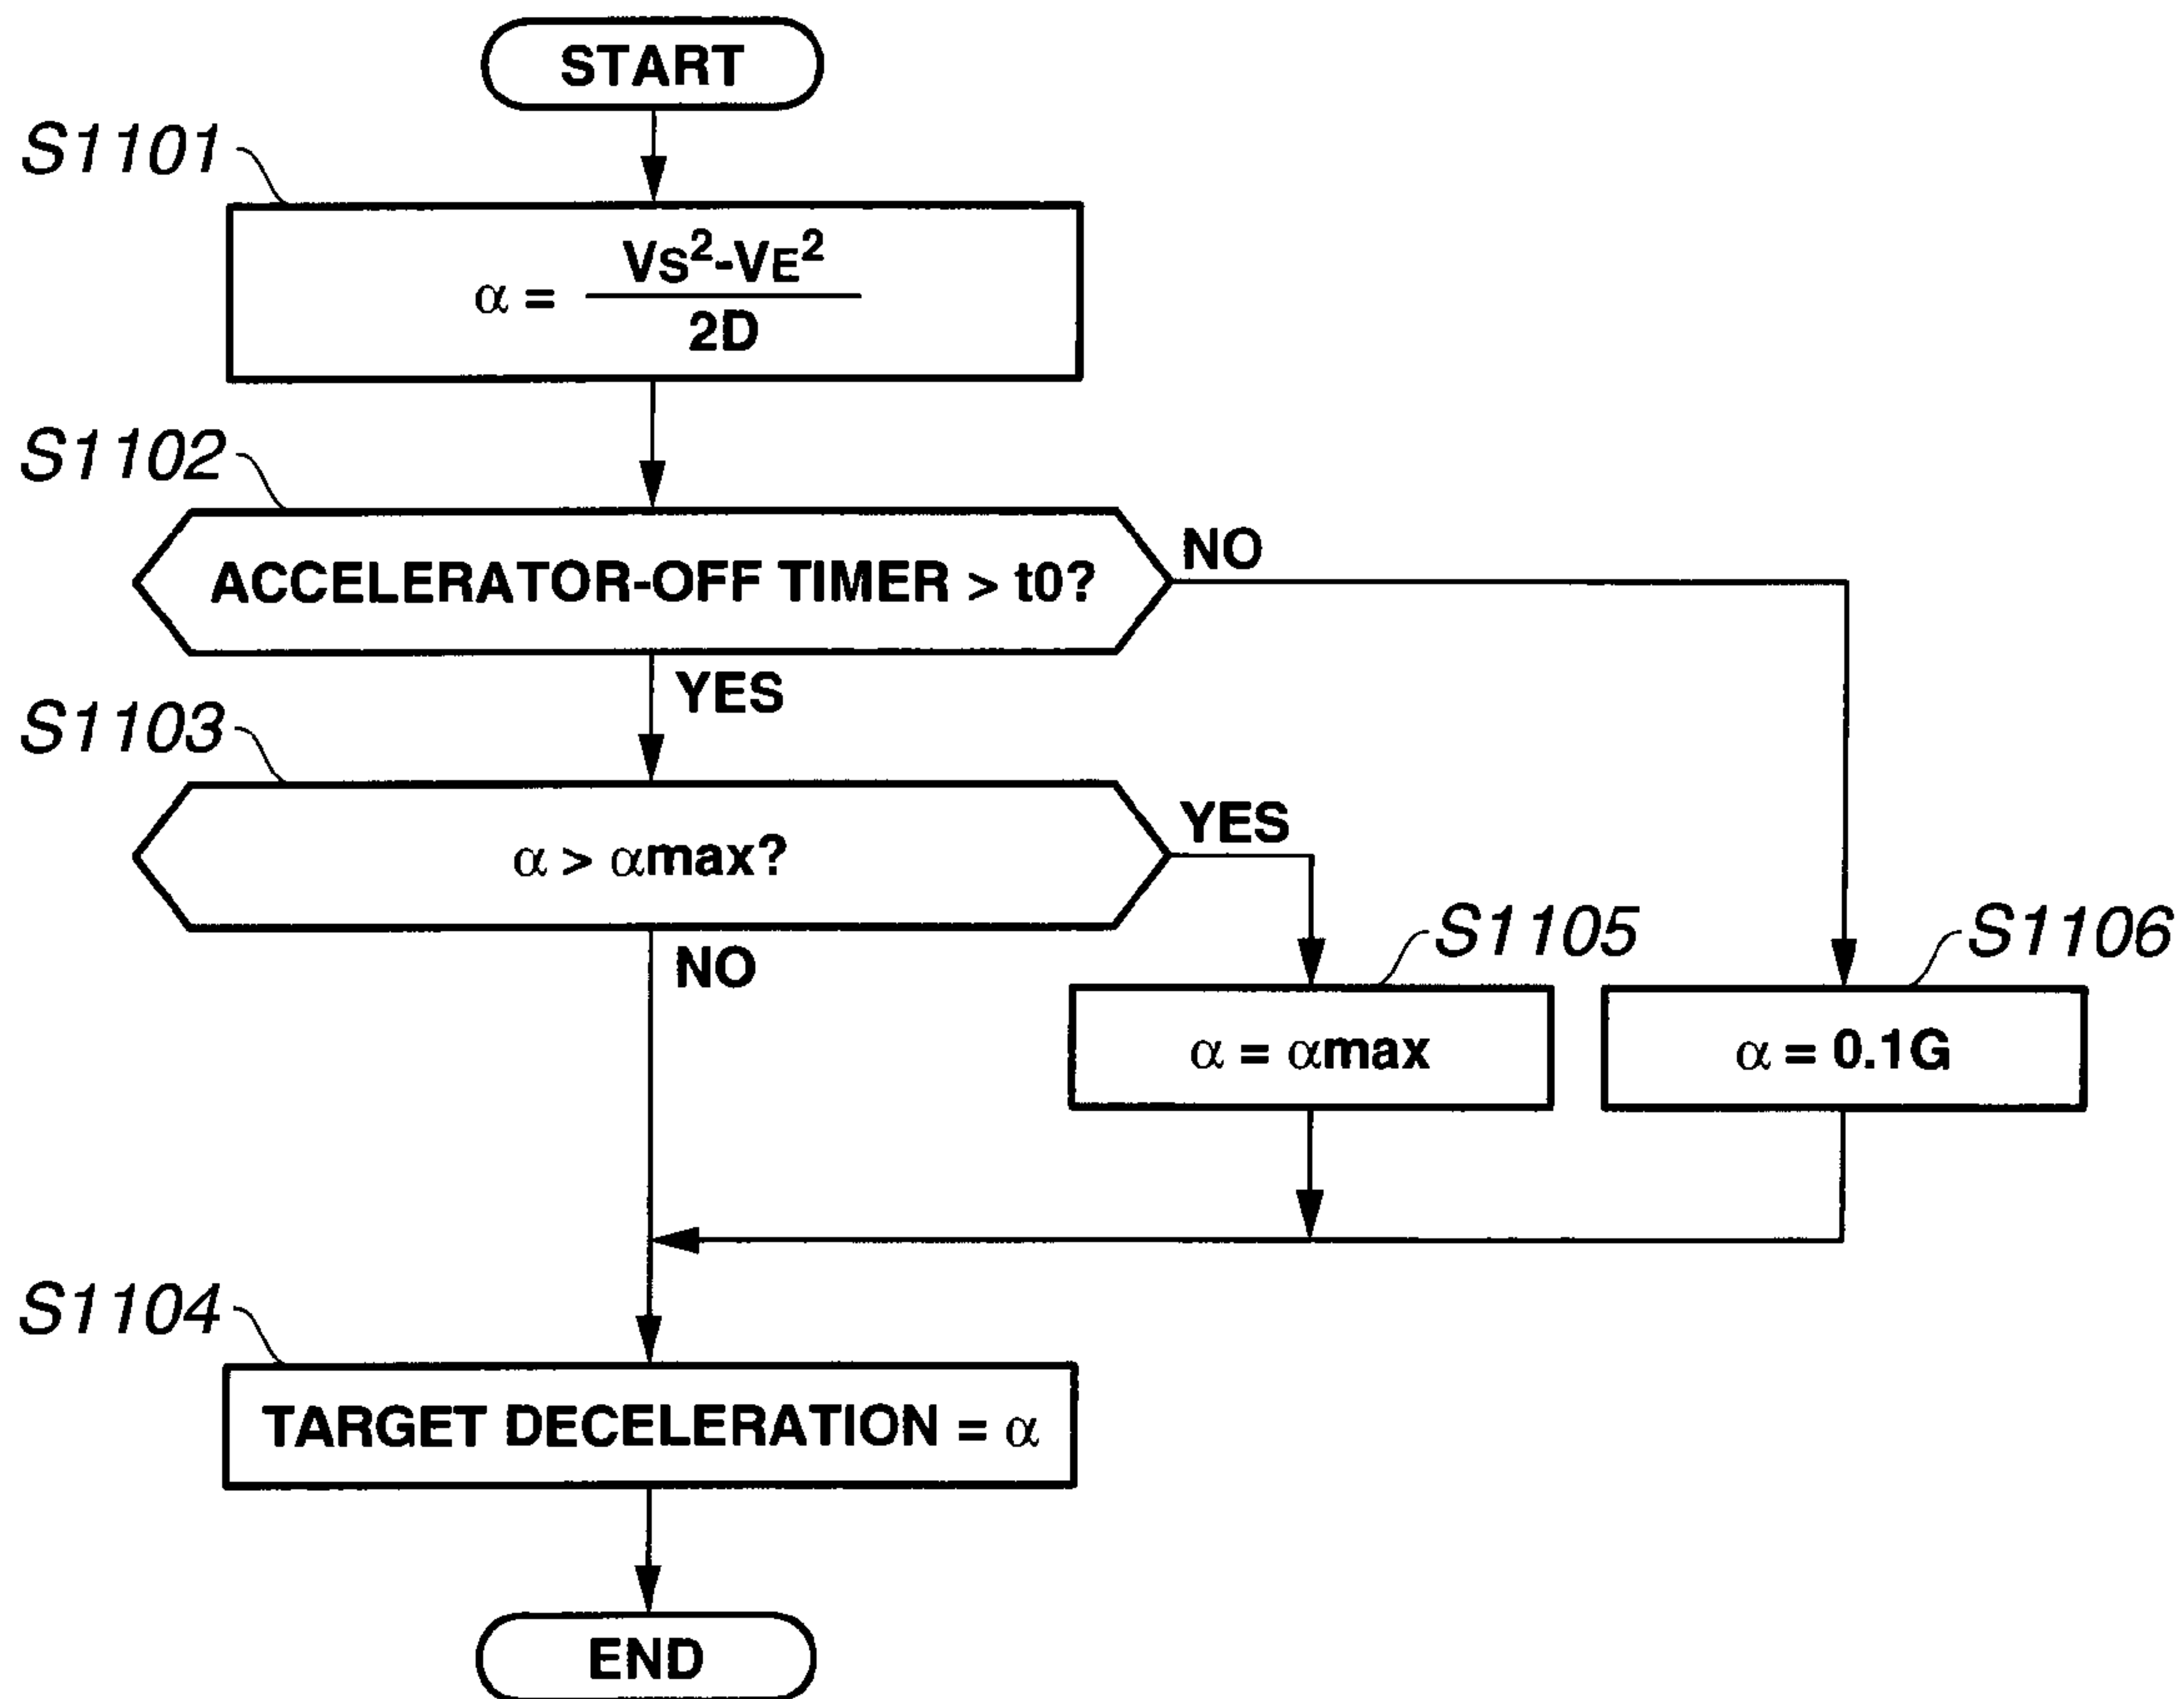 START
S1101
α = VS²-VE²
2D
S1102
ACCELERATOR-OFF TIMER > t0?
NO
YES
S1103
α > αmax?
YES
NO
S1105
α = αmax
S1106
α = 0.1G
S1104
TARGET DECELERATION = α
END